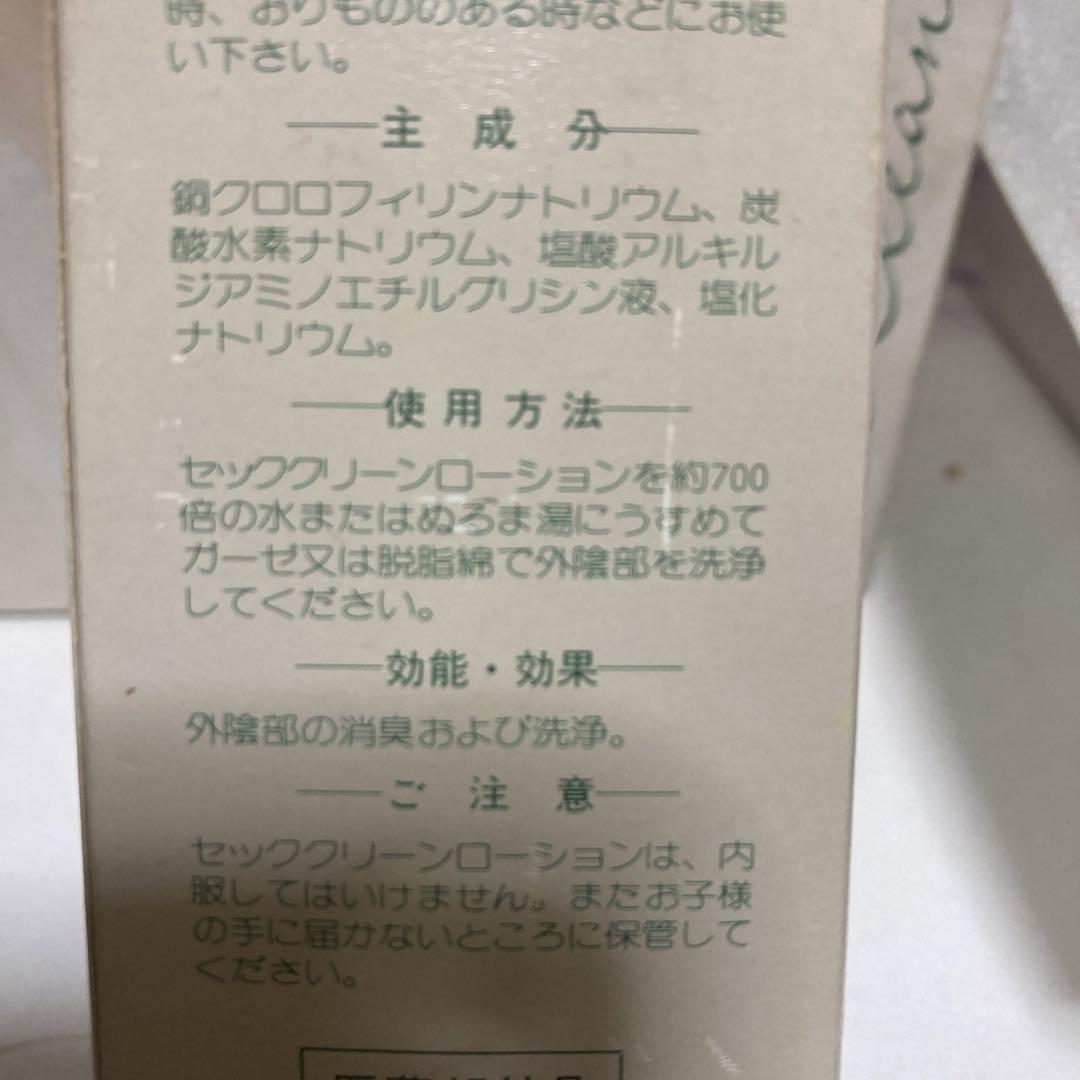 時、おりもののある時などにお使
い下さい。
主成分
銅クロロフィリンナトリウム、炭
酸水素ナトリウム、塩酸アルキル
ジアミノエチルグリシン液、塩化
ナトリウム。
使用方法
セッククリーンローションを約700
倍の水またはぬるま湯にうすめて
ガーゼ又は脱脂綿で外陰部を洗浄
してください。
効能・効果
外陰部の消臭および洗浄。
ご注意
セッククリーンローションは、内
服してはいけません。またお子様
の手に届かないところに保管して
ください。